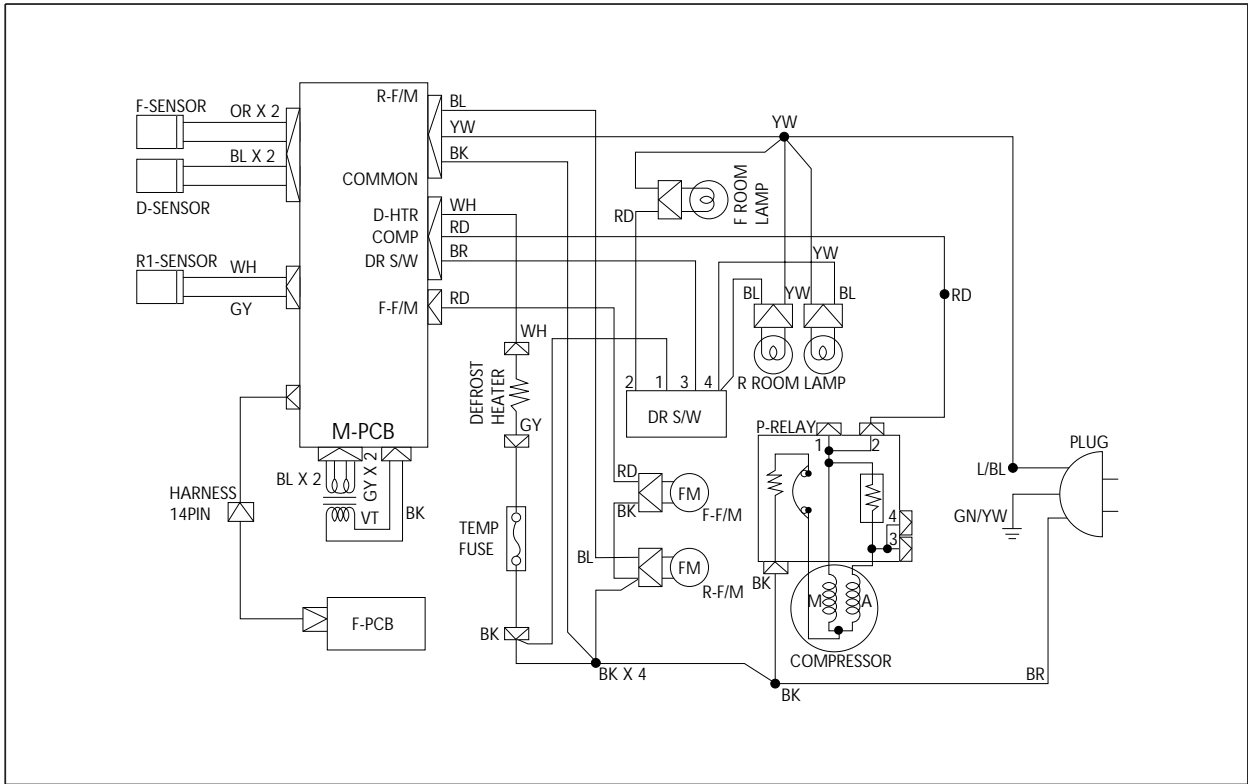 F-SENSOR
OR X 2
BL X 2
D-SENSOR
R1-SENSOR
WH
GY
R-F/M
COMMON
D-HTR
COMP
DR S/W
F-F/M
M-PCB
BL
YW
BK
WH
RD
BR
RD
YW
F ROOM
LAMP
RD
YW
BL
YW
BL
R ROOM LAMP
RD
WH
DEFROST
HEATER
GY
2
1
3
4
DR S/W
P-RELAY
1
2
4
3
PLUG
L/BL
GN/YW
BL X 2
GY X 2
VT
BK
HARNESS
14PIN
F-PCB
TEMP
FUSE
RD
BK
FM
F-F/M
BL
FM
R-F/M
BK
M
A
COMPRESSOR
BK
BK X 4
BK
BR